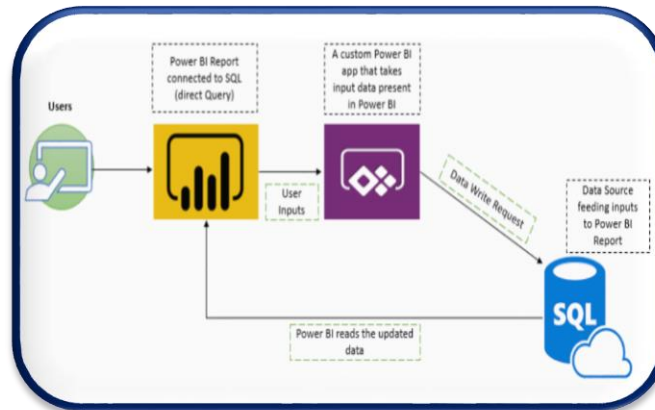 Power BI Report
connected to SQL
(direct Query)
A custom Power BI
app that takes
input data present
in Power BI
Users
User
Inputs
Data Write Request
Data Source
feeding inputs
to Power BI
Report
SQL
Power BI reads the updated
data